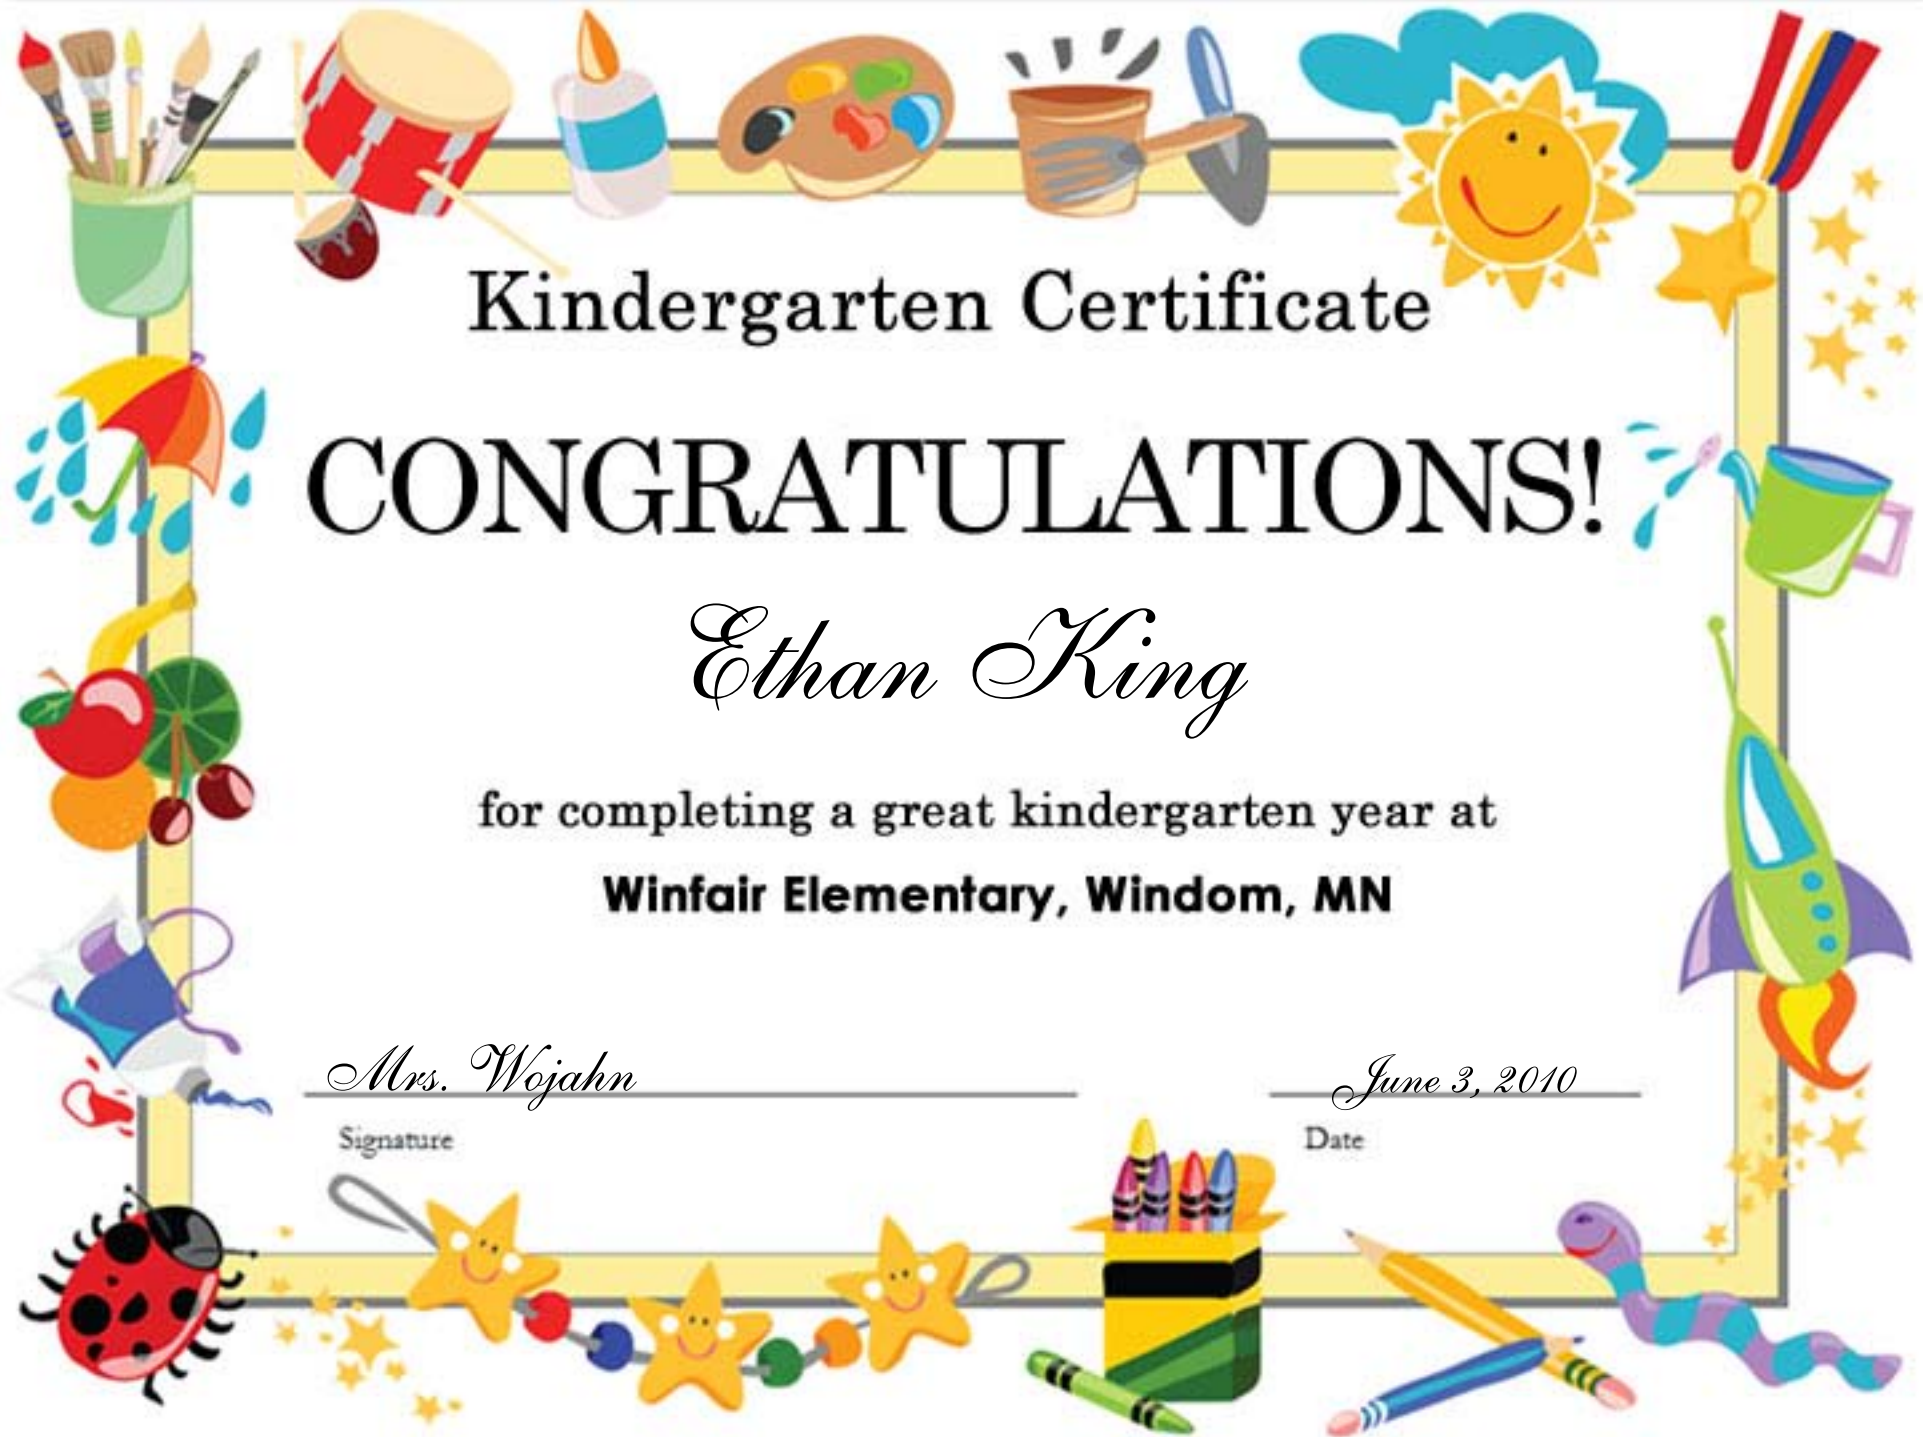 Kindergarten Certificate
CONGRATULATIONS!
Ethan King
for completing a great kindergarten year at
Winfair Elementary, Windom, MN
Mrs. Wojahn
June 3, 2010
Signature
Date